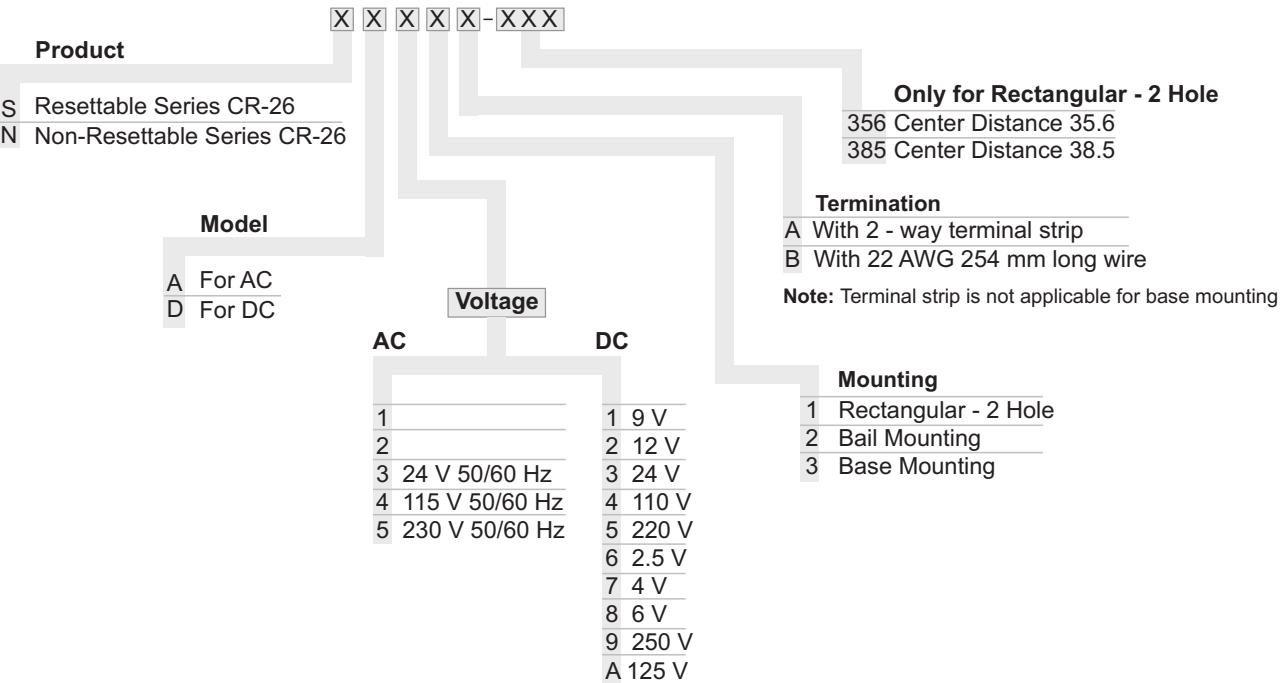 X X X X X-XXX
Product
S Resettable Series CR-26
N Non-Resettable Series CR-26
Model
A For AC
D For DC
Voltage
AC
1
2
3 24 V 50/60 Hz
4 115 V 50/60 Hz
5 230 V 50/60 Hz
DC
1 9 V
2 12 V
3 24 V
4 110 V
5 220 V
6 2.5 V
7 4 V
8 6 V
9 250 V
A 125 V
Mounting
1 Rectangular - 2 Hole
2 Bail Mounting
3 Base Mounting
Termination
A With 2 - way terminal strip
B With 22 AWG 254 mm long wire
Note: Terminal strip is not applicable for base mounting
Only for Rectangular - 2 Hole
356 Center Distance 35.6
385 Center Distance 38.5